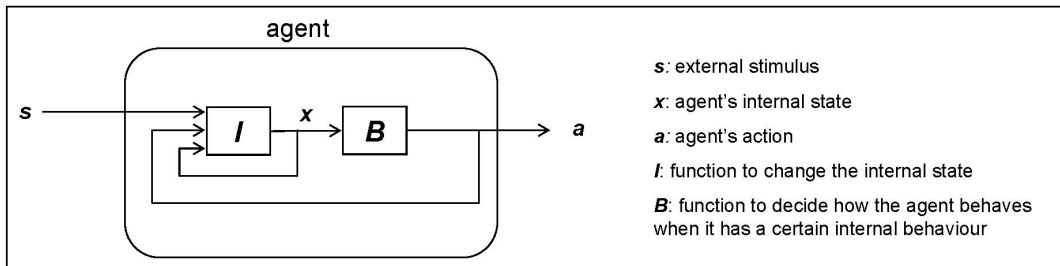 agent
s
I
x
B
a
s: external stimulus
x: agent's internal state
a: agent's action
I: function to change the internal state
B: function to decide how the agent behaves
when it has a certain internal behaviour